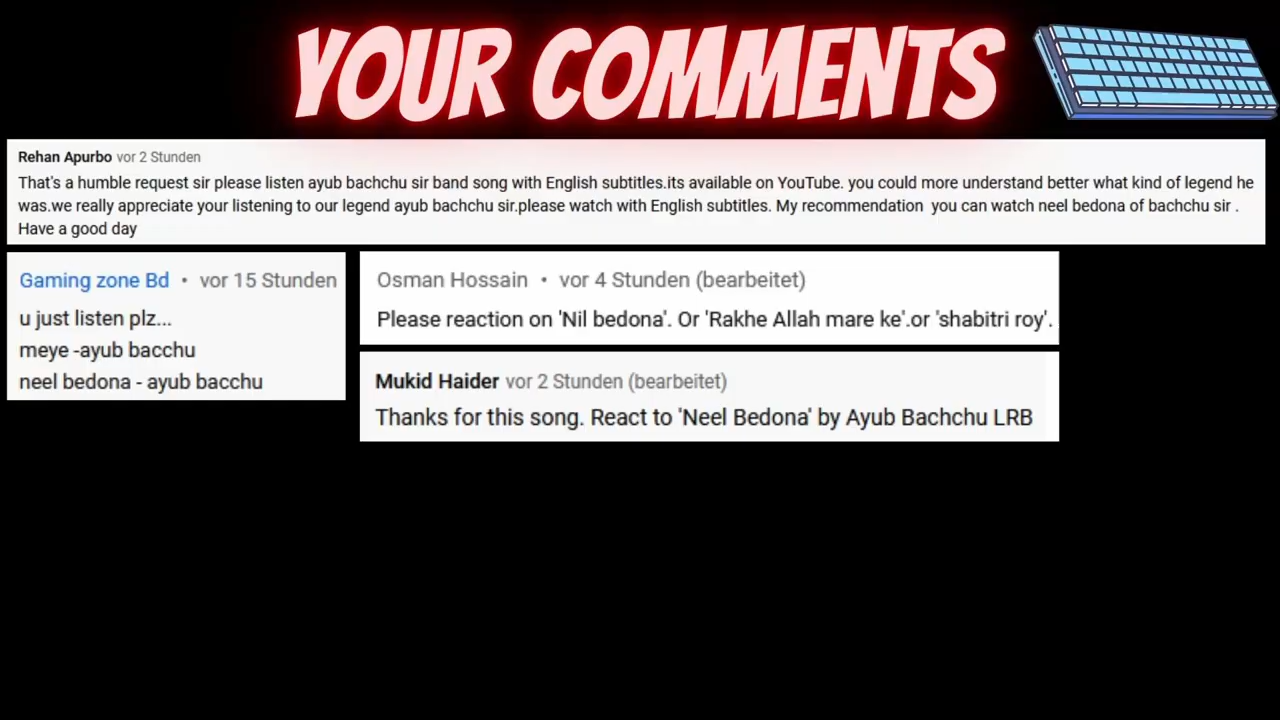 YOUR COMMENTS
Rehan Apurbo vor 2 Stunden
That's a humble request sir please listen ayub bachchu sir band song with English subtitles.its available on YouTube. you could more understand better what kind of legend he
was.we really appreciate your listening to our legend ayub bachchu sir.please watch with English subtitles. My recommendation you can watch neel bedona of bachchu sir .
Have a good day
Gaming zone Bd • vor 15 Stunden
u just listen plz...
meye -ayub bacchu
neel bedona - ayub bacchu
Osman Hossain • vor 4 Stunden (bearbeitet)
Please reaction on 'Nil bedona'. Or 'Rakhe Allah mare ke'.or 'shabitri roy'.
Mukid Haider vor 2 Stunden (bearbeitet)
Thanks for this song. React to 'Neel Bedona' by Ayub Bachchu LRB